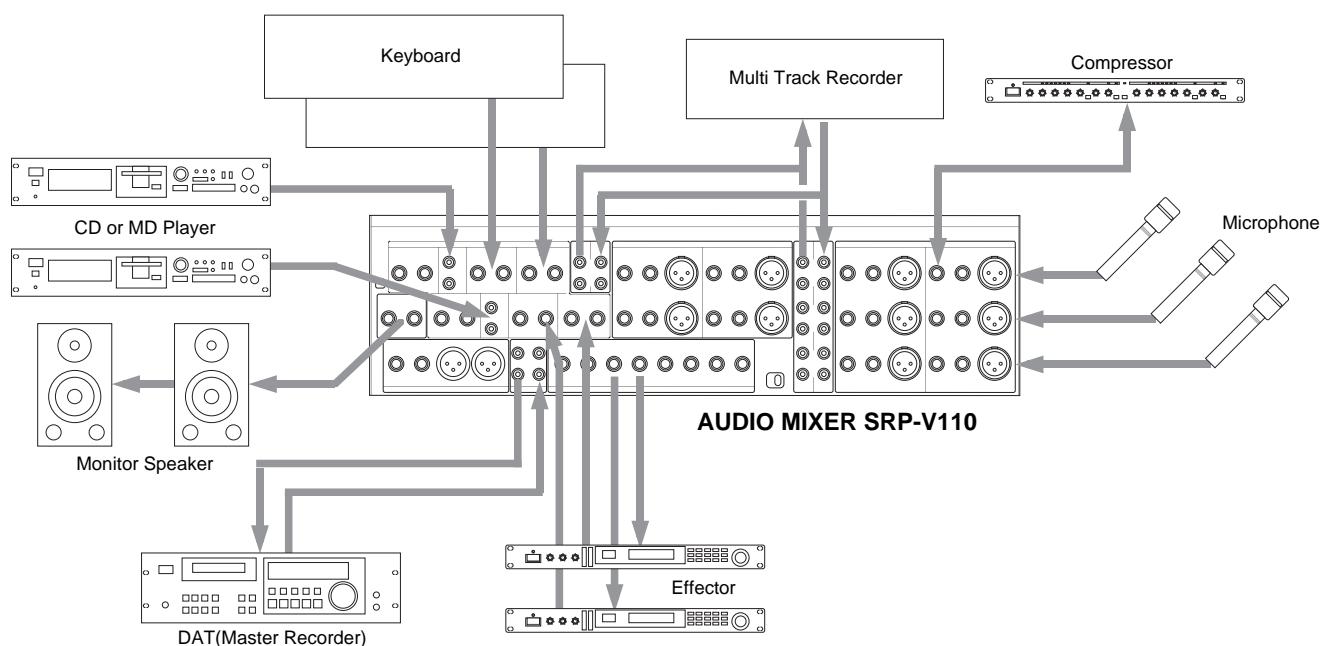 Keyboard
Multi Track Recorder
Compressor
CD or MD Player
Microphone
AUDIO MIXER SRP-V110
Monitor Speaker
Effector
DAT(Master Recorder)